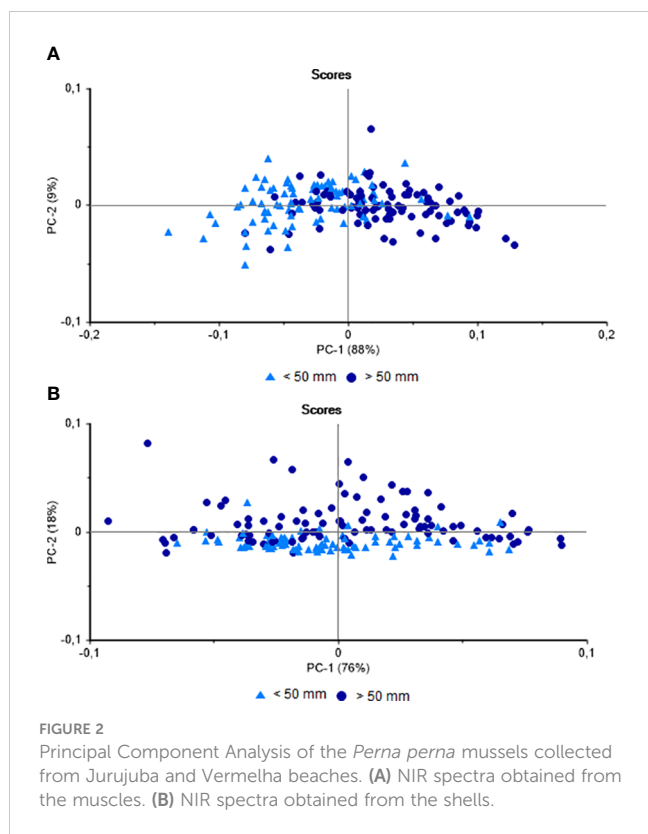 A
Scores
0,1
PC-2 (9%)
0
-0,1
-0,2
-0,1
0
0,1
0,2
PC-1 (88%)
< 50 mm
> 50 mm
B
Scores
0,1
PC-2 (18%)
0
-0,1
-0,1
0
0,1
PC-1 (76%)
< 50 mm
> 50 mm
FIGURE 2
Principal Component Analysis of the Perna perna mussels collected
from Jurujuba and Vermelha beaches. (A) NIR spectra obtained from
the muscles. (B) NIR spectra obtained from the shells.